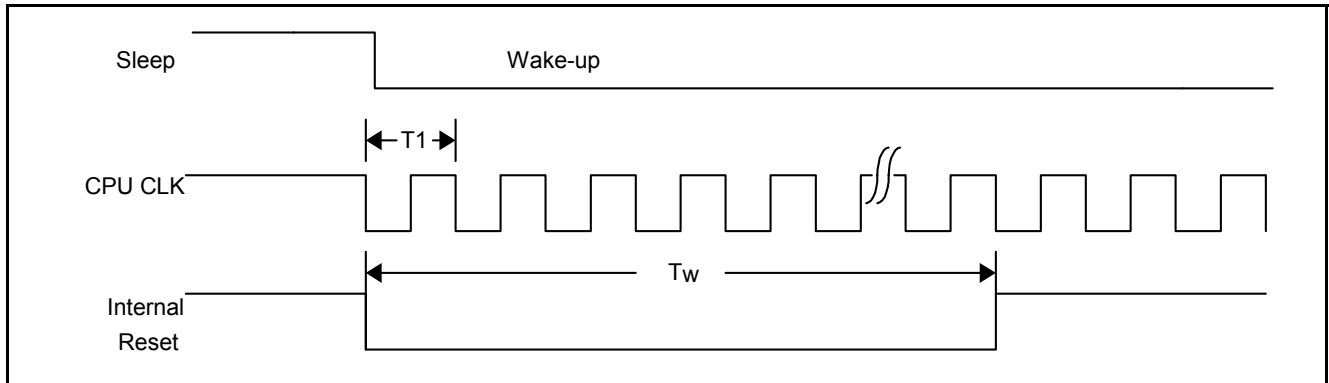 Sleep
Wake-up
T1
CPU CLK
Tw
Internal
Reset